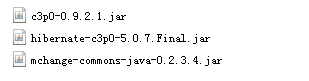 c3p0-0.9.2.1.jar
hibernate-c3p0-5.0.7.Final.jar
mchange-commons-java-0.2.3.4.jar